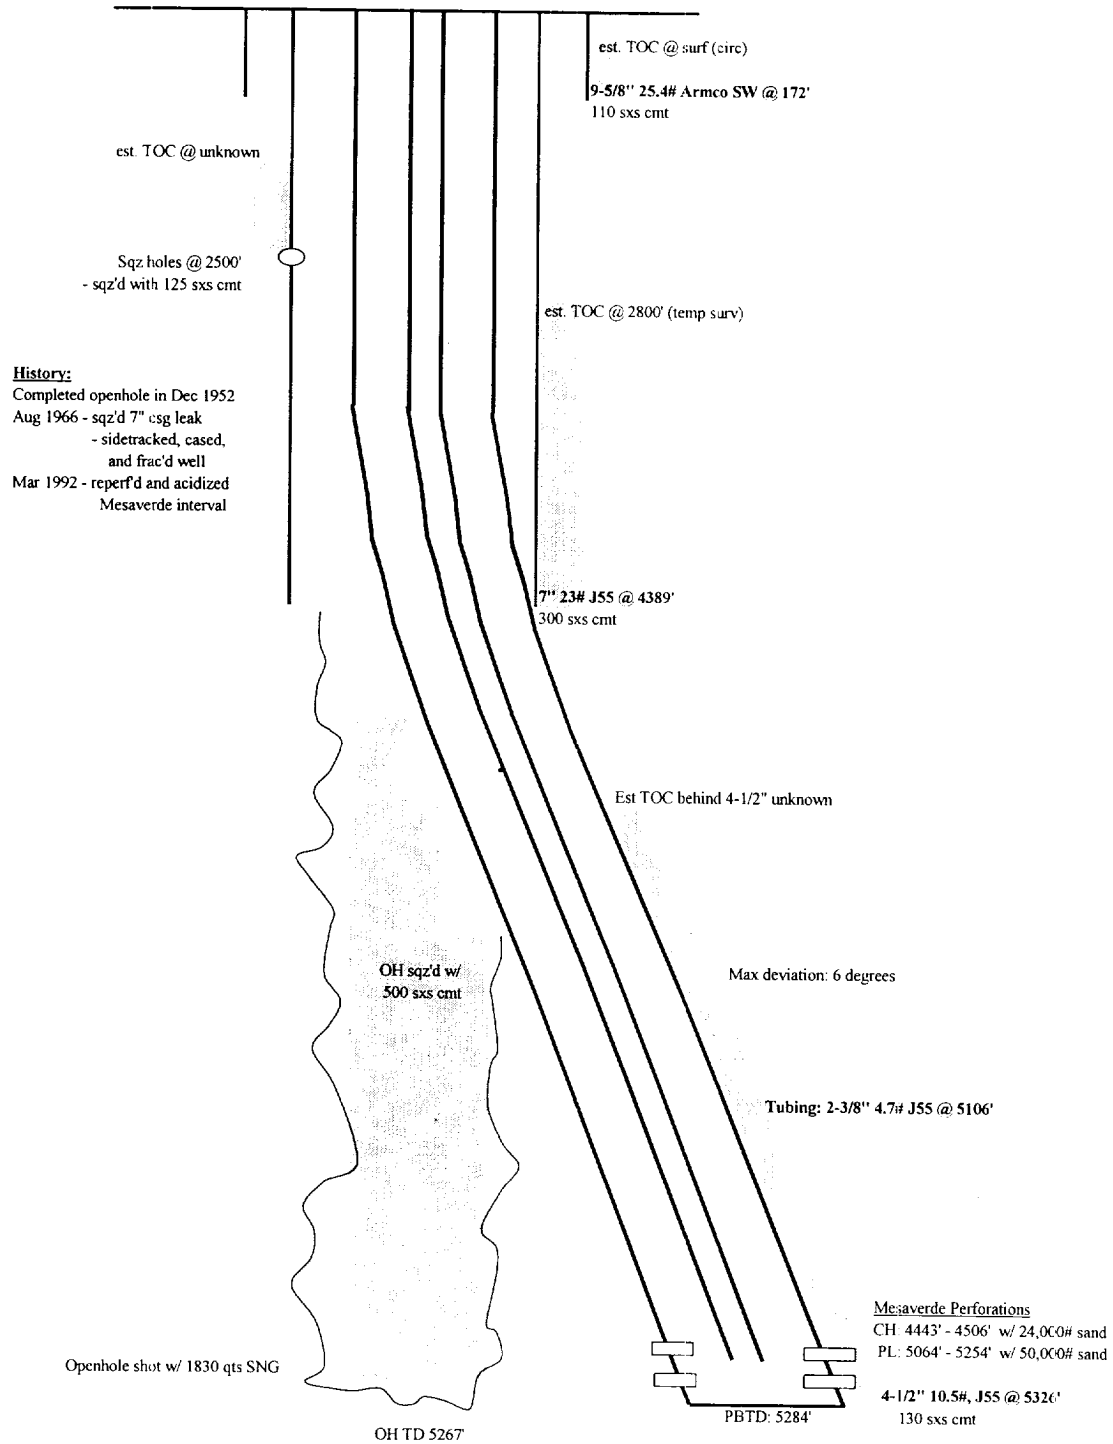 est. TOC @ surf (circ)
9-5/8" 25.4# Armco SW @ 172'
110 sxs cmt
est. TOC @ unknown
Sqz holes @ 2500'
- sqz'd with 125 sxs cmt
est. TOC @ 2800' (temp surv)
History:
Completed openhole in Dec 1952
Aug 1966 - sqz'd 7" csg leak
- sidetracked, cased,
and frac'd well
Mar 1992 - reperf'd and acidized
Mesaverde interval
7" 23# J55 @ 4389'
300 sxs cmt
Est TOC behind 4-1/2" unknown
OH sqz'd w/
500 sxs cmt
Max deviation: 6 degrees
Tubing: 2-3/8" 4.7# J55 @ 5106'
Mesaverde Perforations
CH: 4443' - 4506' w/ 24,000# sand
PL: 5064' - 5254' w/ 50,000# sand
Openhole shot w/ 1830 qts SNG
4-1/2" 10.5#, J55 @ 5326'
130 sxs cmt
PBTD: 5284'
OH TD 5267'